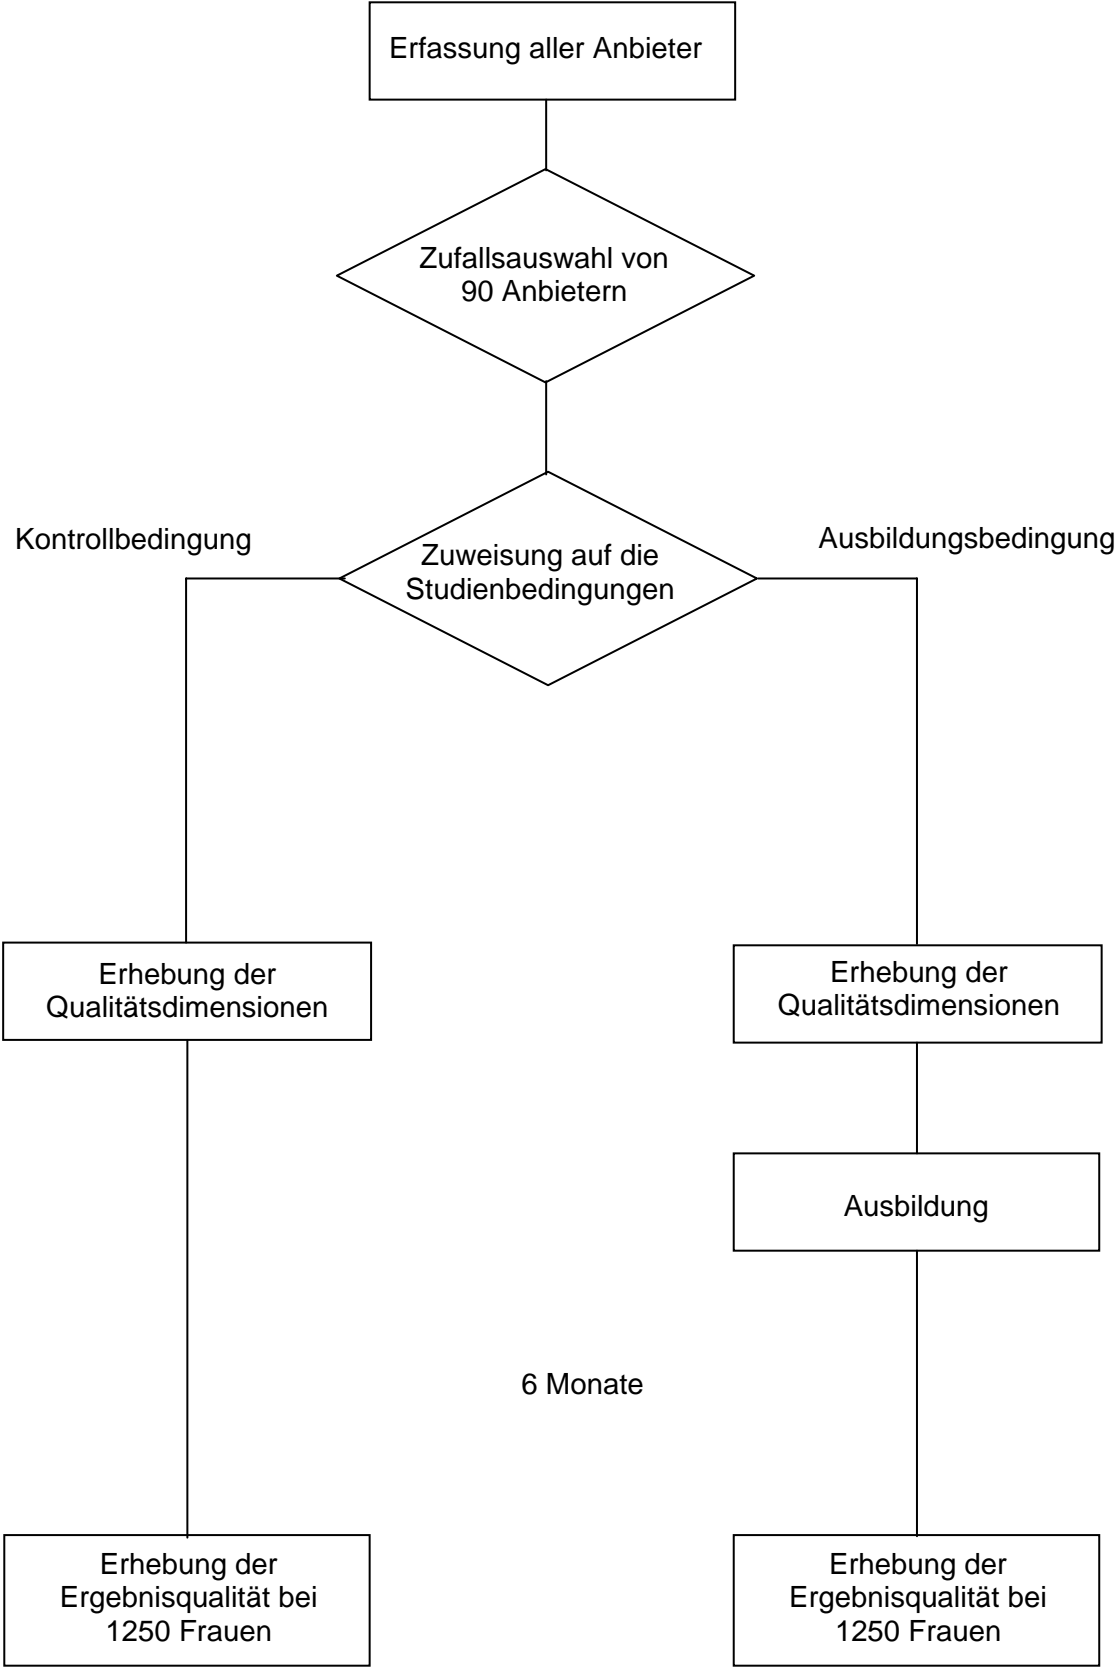 Erfassung aller Anbieter
Zufallsauswahl von
90 Anbietern
Kontrollbedingung
Zuweisung auf die
Studienbedingungen
Ausbildungsbedingung
Erhebung der
Qualitätsdimensionen
Erhebung der
Qualitätsdimensionen
Ausbildung
6 Monate
Erhebung der
Ergebnisqualität bei
1250 Frauen
Erhebung der
Ergebnisqualität bei
1250 Frauen